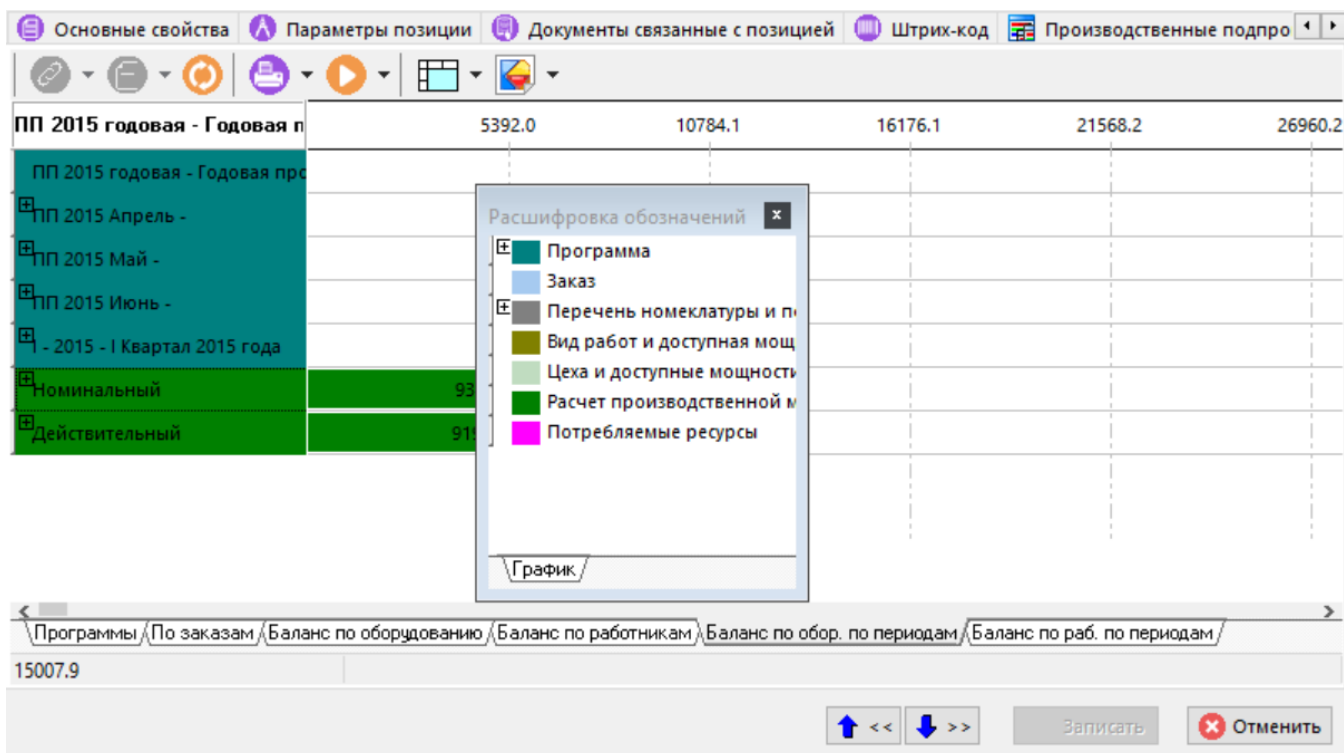 Основные свойства Параметры позиции Документы связанные с позицией Штрих-код Производственные подпро
ПП 2015 годовая - Годовая п 5392.0 10784.1 16176.1 21568.2 26960.2
ПП 2015 годовая - Годовая про
ПП 2015 Апрель -
ПП 2015 Май -
ПП 2015 Июнь -
I - 2015 - I Квартал 2015 года
Номинальный 93
Действительный 919
Расшифровка обозначений
Программа
Заказ
Перечень номеклатуры и п
Вид работ и доступная мощ
Цеха и доступные мощности
Расчет производственной м
Потребляемые ресурсы
График
Программы По заказам Баланс по оборудованию Баланс по работникам Баланс по обор. по периодам Баланс по раб. по периодам
15007.9
<< >> Записать Отменить